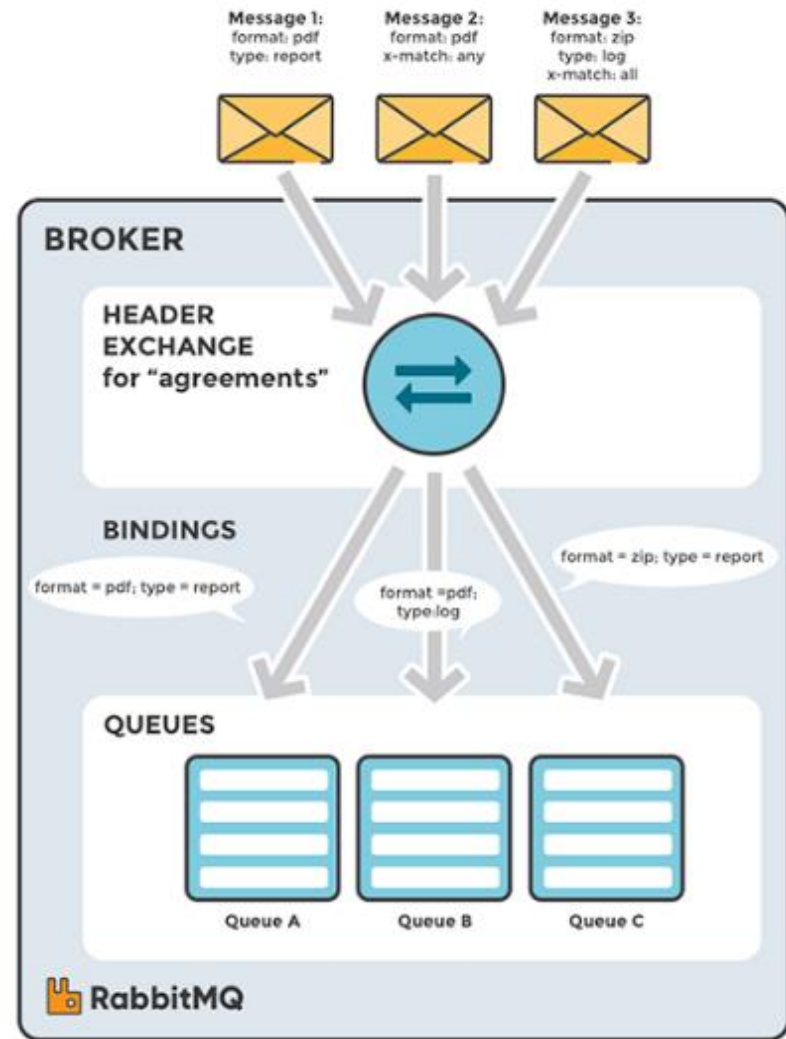 Message 1:
format: pdf
type: report
Message 2:
format: pdf
x-match: any
Message 3:
format: zip
type: log
x-match: all
BROKER
HEADER
EXCHANGE
for “agreements”
BINDINGS
format = pdf; type = report
format =pdf;
type:log
format = zip; type = report
QUEUES
Queue A
Queue B
Queue C
RabbitMQ